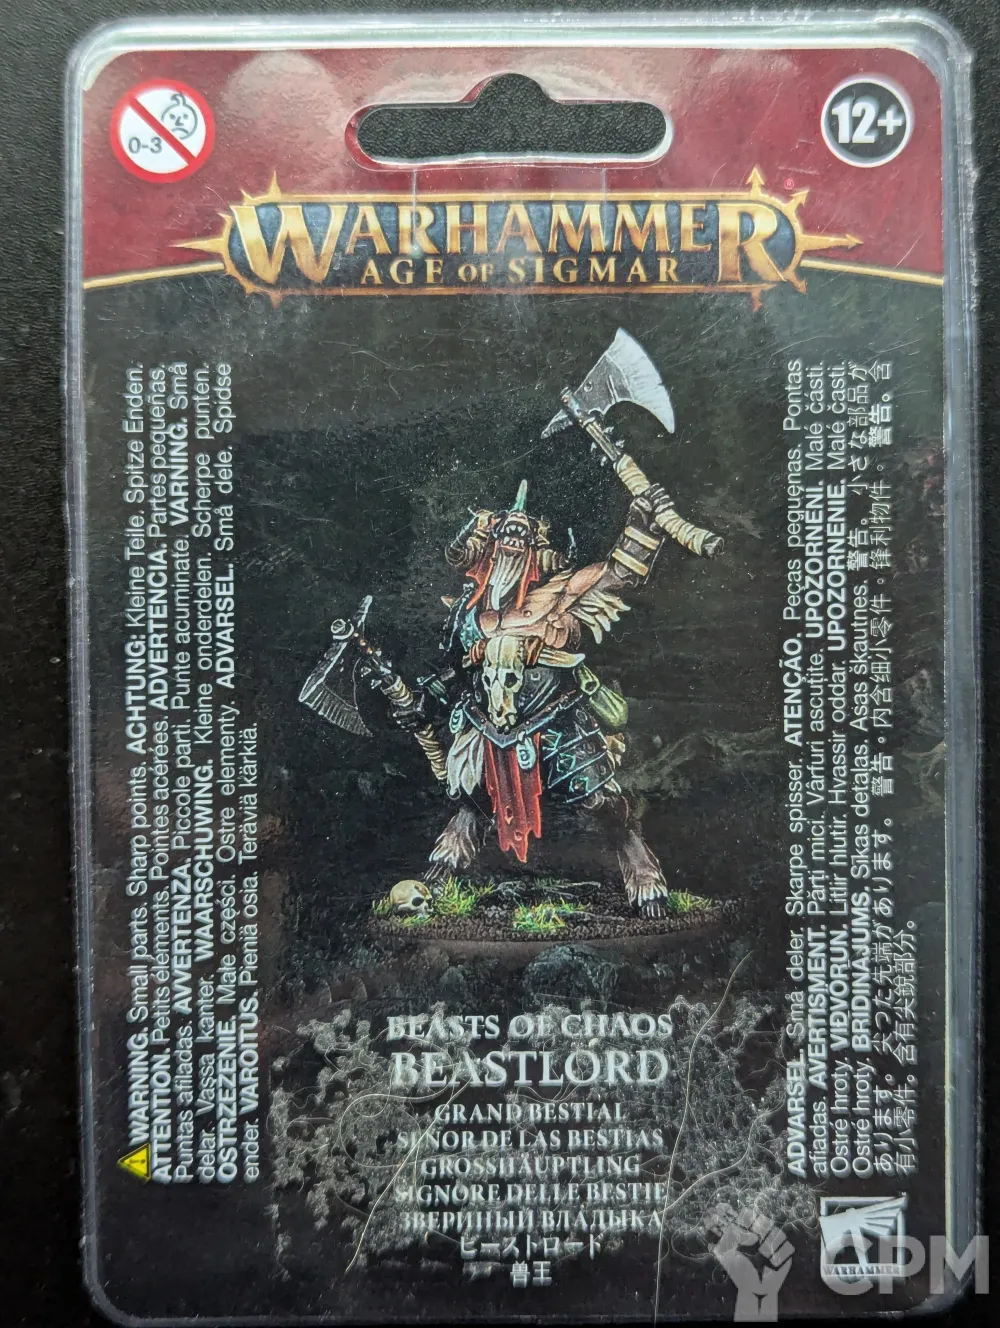 0-3
12+
WARHAMMER®
AGE OF SIGMAR
WARNING. Small parts. Sharp points. ACHTUNG: Kleine Teile. Spitze Enden.
ATTENTION. Petits éléments. Pointes acérées. ADVERTENCIA. Partes pequeñas.
Puntas afiladas. AVVERTENZA. Piccole parti. Punte acuminate. VARNING. Små
delar. Vassa kanter. WAARSCHUWING. Kleine onderdelen. Scherpe punten.
OSTRZEŻENIE. Małe części. Ostre elementy. ADVARSEL. Små dele. Spidse
ender. VAROITUS. Pieniä osia. Teräviä kärkiä.
ADVARSEL. Små deler. Skarpe spisser. ATENÇÃO. Peças pequenas. Pontas
afiadas. AVERTISMENT. Părți mici. Vârfuri ascuțite. UPOZORNĚNÍ. Malé části.
Ostré hroty. VIÐVÖRUN. Litlir hlutir. Hvassir oddar. UPOZORNENIE. Malé časti.
Ostré hroty. BRĪDINĀJUMS. Sīkas detaļas. Asas šķautnes. 警告。小さな部品が
あります。尖った先端があります。警告。内含细小零件。锋利物件。警告。含
有小零件。含有尖銳部分。
BEASTS OF CHAOS
BEASTLORD
GRAND BESTIAL
SEÑOR DE LAS BESTIAS
GROSSHÄUPTLING
SIGNORE DELLE BESTIE
ЗВЕРИНЫЙ ВЛАДЫКА
ビーストロード
兽王
WARHAMMER
CPM